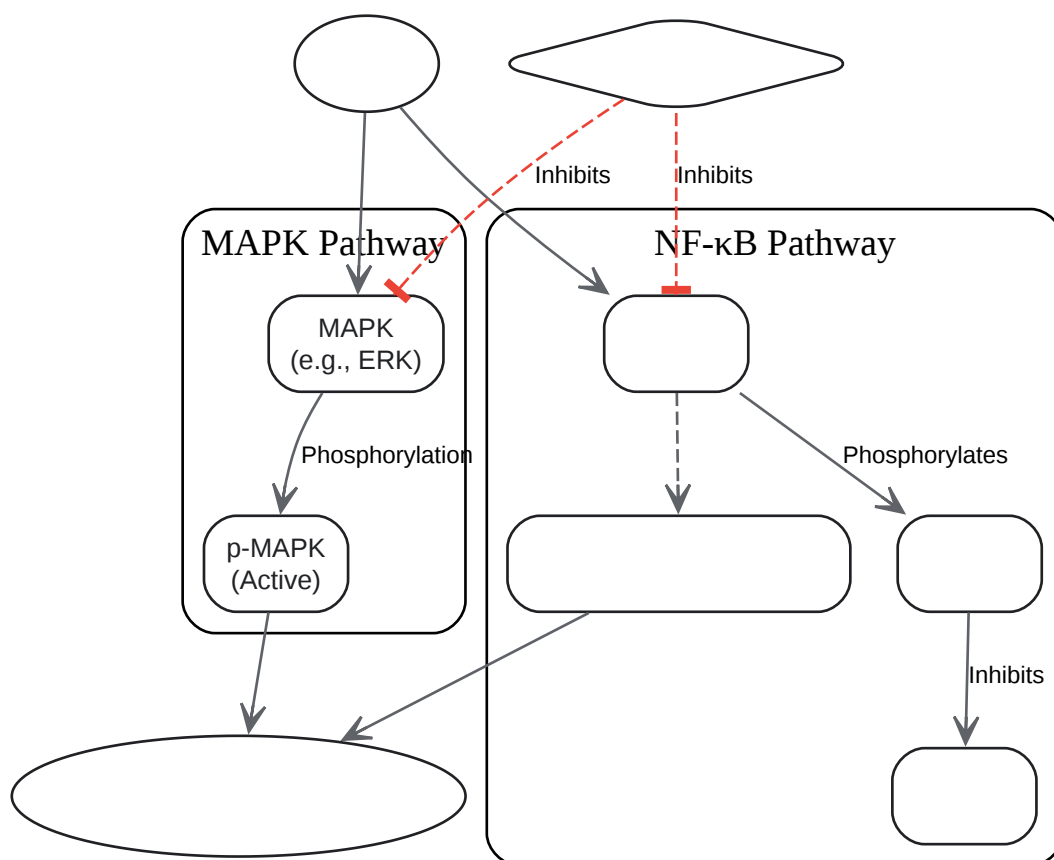 Inhibits
Inhibits
MAPK Pathway
NF-κB Pathway
MAPK
(e.g., ERK)
Phosphorylation
Phosphorylates
p-MAPK
(Active)
Inhibits